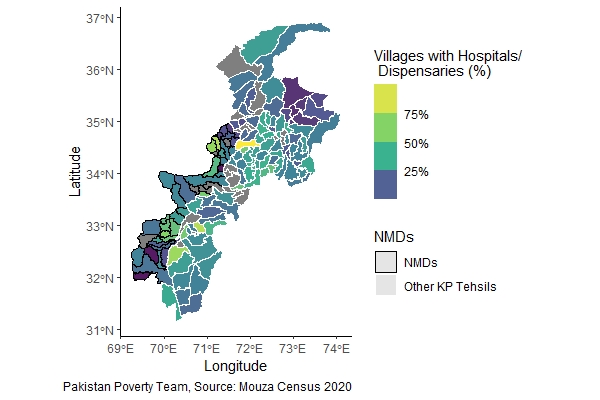 37°N
36°N
35°N
34°N
33°N
32°N
31°N
Latitude
69°E 70°E 71°E 72°E 73°E 74°E
Longitude
Villages with Hospitals/
Dispensaries (%)
75%
50%
25%
NMDs
NMDs
Other KP Tehsils
Pakistan Poverty Team, Source: Mouza Census 2020